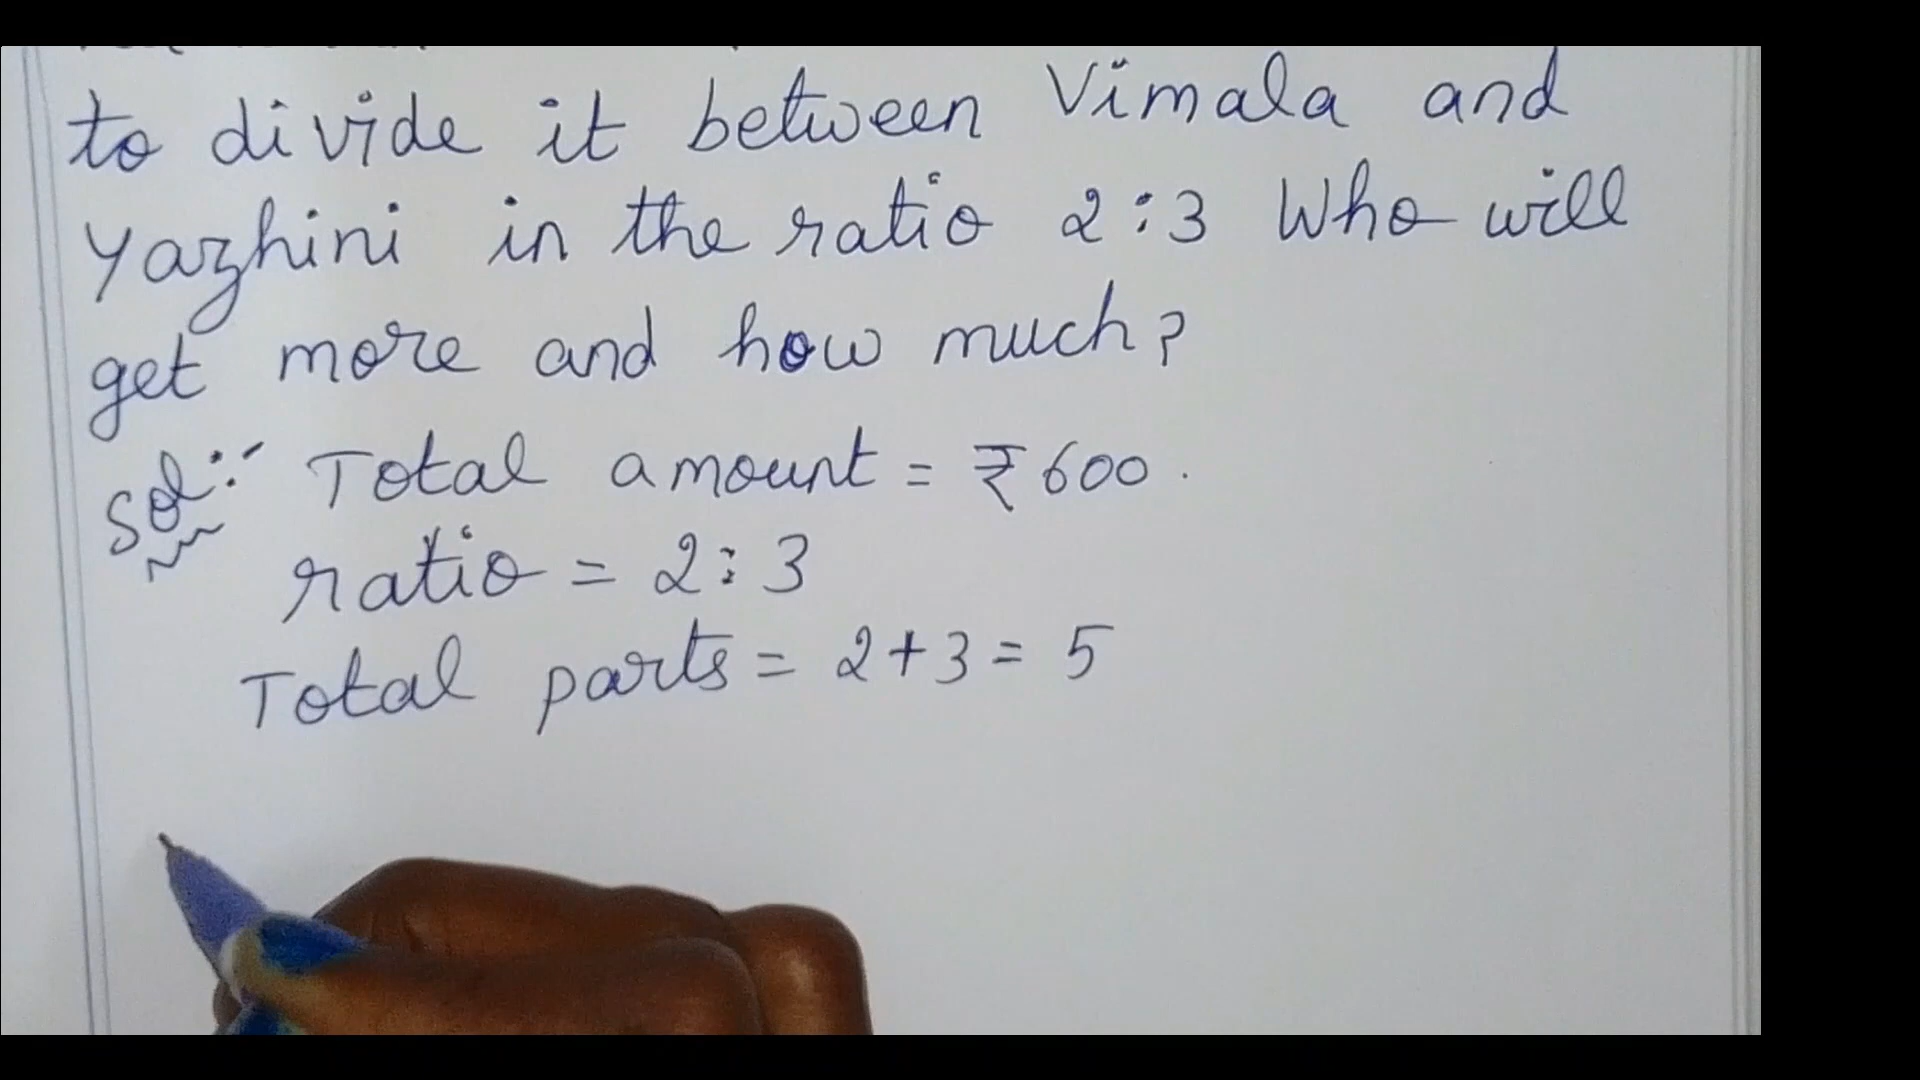 to divide it between Vimala and
Yazhini in the ratio 2:3 Who will
get more and how much?
Sol:- Total amount = ₹600.
ratio = 2:3
Total parts = 2+3 = 5